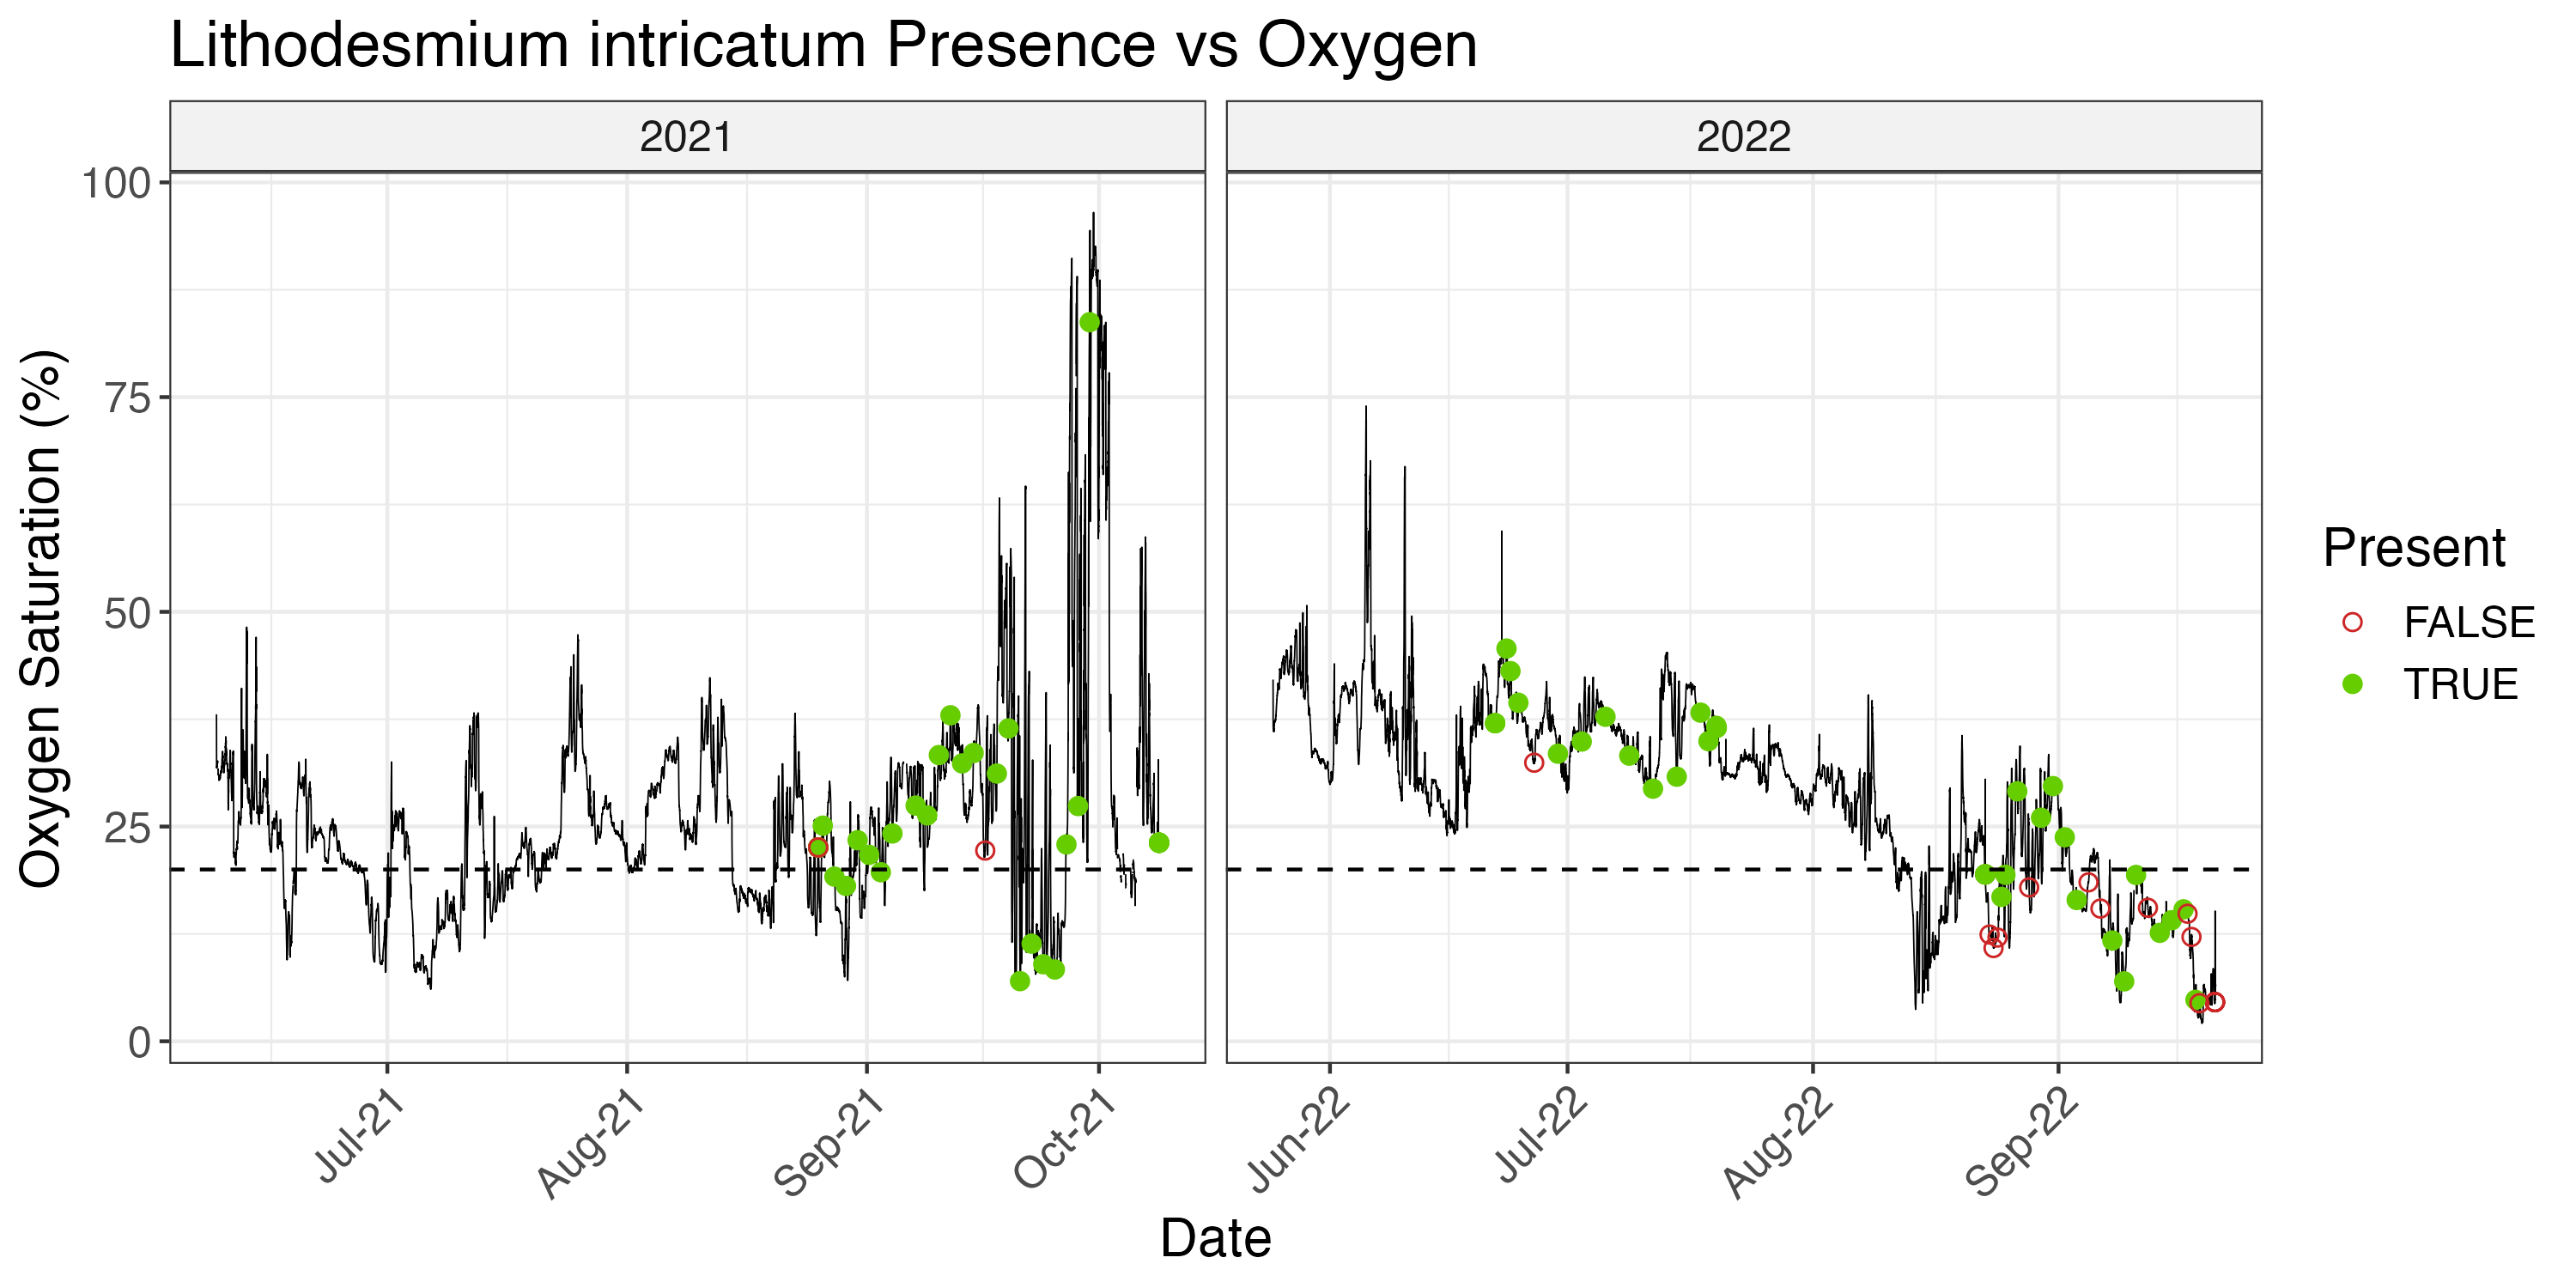 Lithodesmium intricatum Presence vs Oxygen
2021
2022
Oxygen Saturation (%)
100
75
50
25
0
Jul-21
Aug-21
Sep-21
Oct-21
Jun-22
Jul-22
Aug-22
Sep-22
Date
Present
FALSE
TRUE